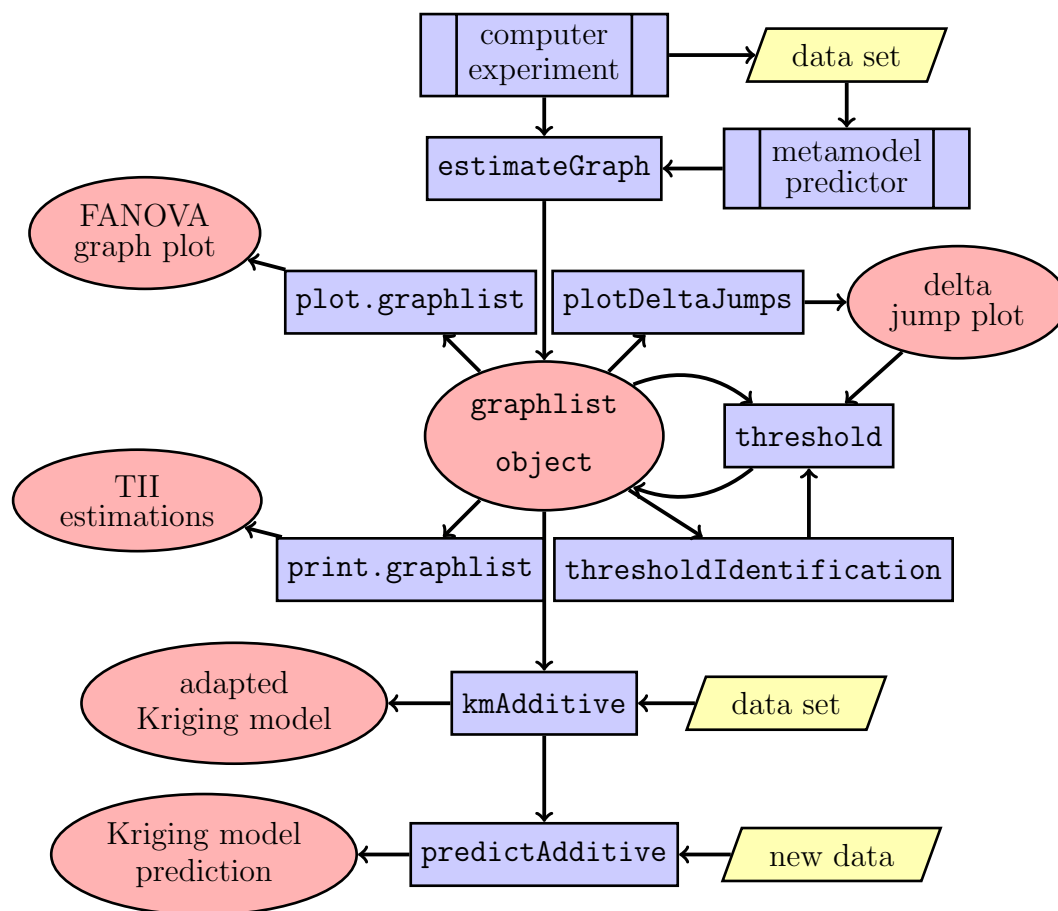 computer
experiment
data set
metamodel
predictor
estimateGraph
FANOVA
graph plot
plot.graphlist
plotDeltaJumps
delta
jump plot
graphlist
object
threshold
TII
estimations
print.graphlist
thresholdIdentification
adapted
Kriging model
kmAdditive
data set
Kriging model
prediction
predictAdditive
new data